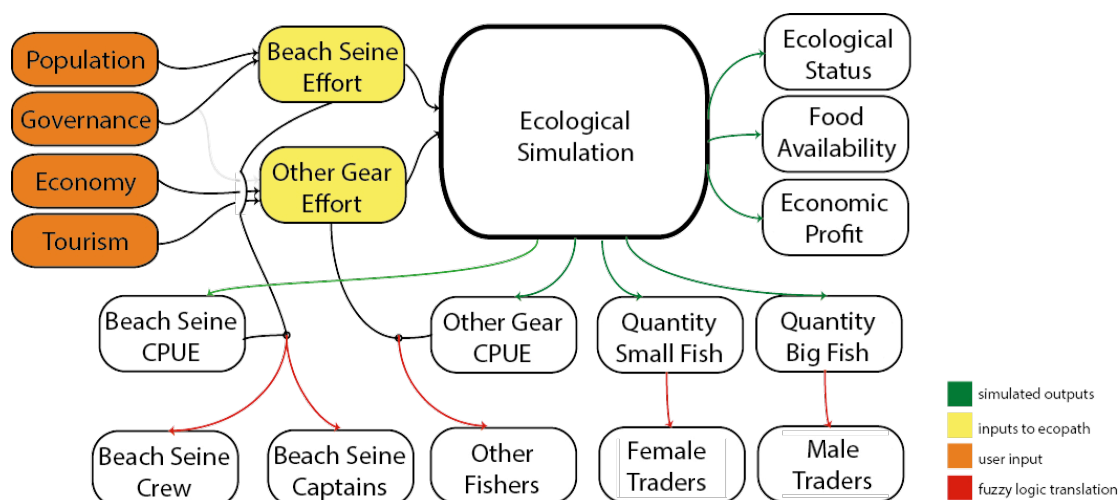 Population
Governance
Economy
Tourism
Beach Seine
Effort
Other Gear
Effort
Ecological
Simulation
Ecological
Status
Food
Availability
Economic
Profit
Beach Seine
CPUE
Other Gear
CPUE
Quantity
Small Fish
Quantity
Big Fish
Beach Seine
Crew
Beach Seine
Captains
Other
Fishers
Female
Traders
Male
Traders
simulated outputs
inputs to ecopath
user input
fuzzy logic translation